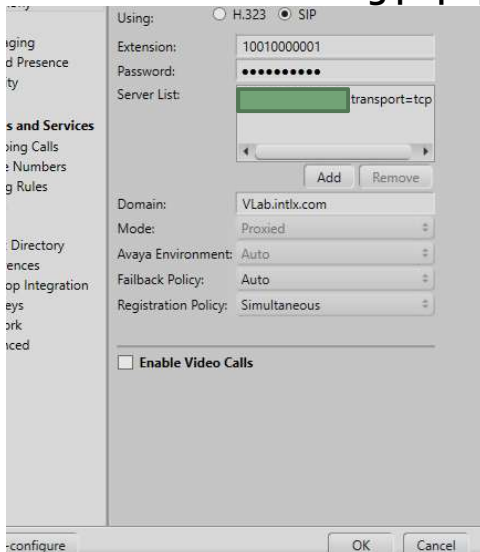 Using: H.323 SIP
Extension: 10010000001
Password: ••••••••••
Server List: transport=tcp
Add Remove
Domain: VLab.intlx.com
Mode: Proxied
Avaya Environment: Auto
Failback Policy: Auto
Registration Policy: Simultaneous
Enable Video Calls
aging
d Presence
ity
s and Services
oing Calls
e Numbers
g Rules
Directory
ences
op Integration
eys
ork
nced
-configure
OK Cancel